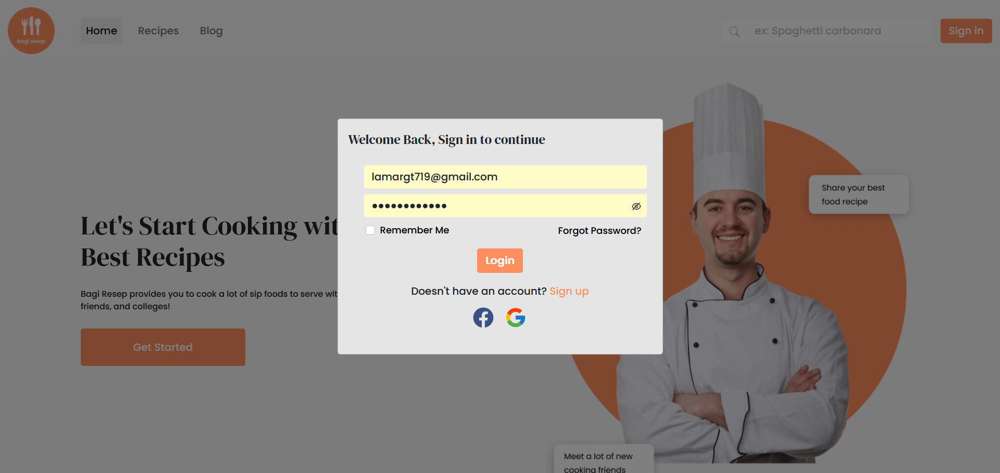 bagi resep
Home
Recipes
Blog
ex: Spaghetti carbonara
Sign in
Welcome Back, Sign in to continue
lamargt719@gmail.com
••••••••••••
Remember Me
Forgot Password?
Login
Doesn't have an account? Sign up
Let's Start Cooking wit
Best Recipes
Bagi Resep provides you to cook a lot of sip foods to serve wit
friends, and colleges!
Get Started
Share your best
food recipe
Meet a lot of new
cooking friends